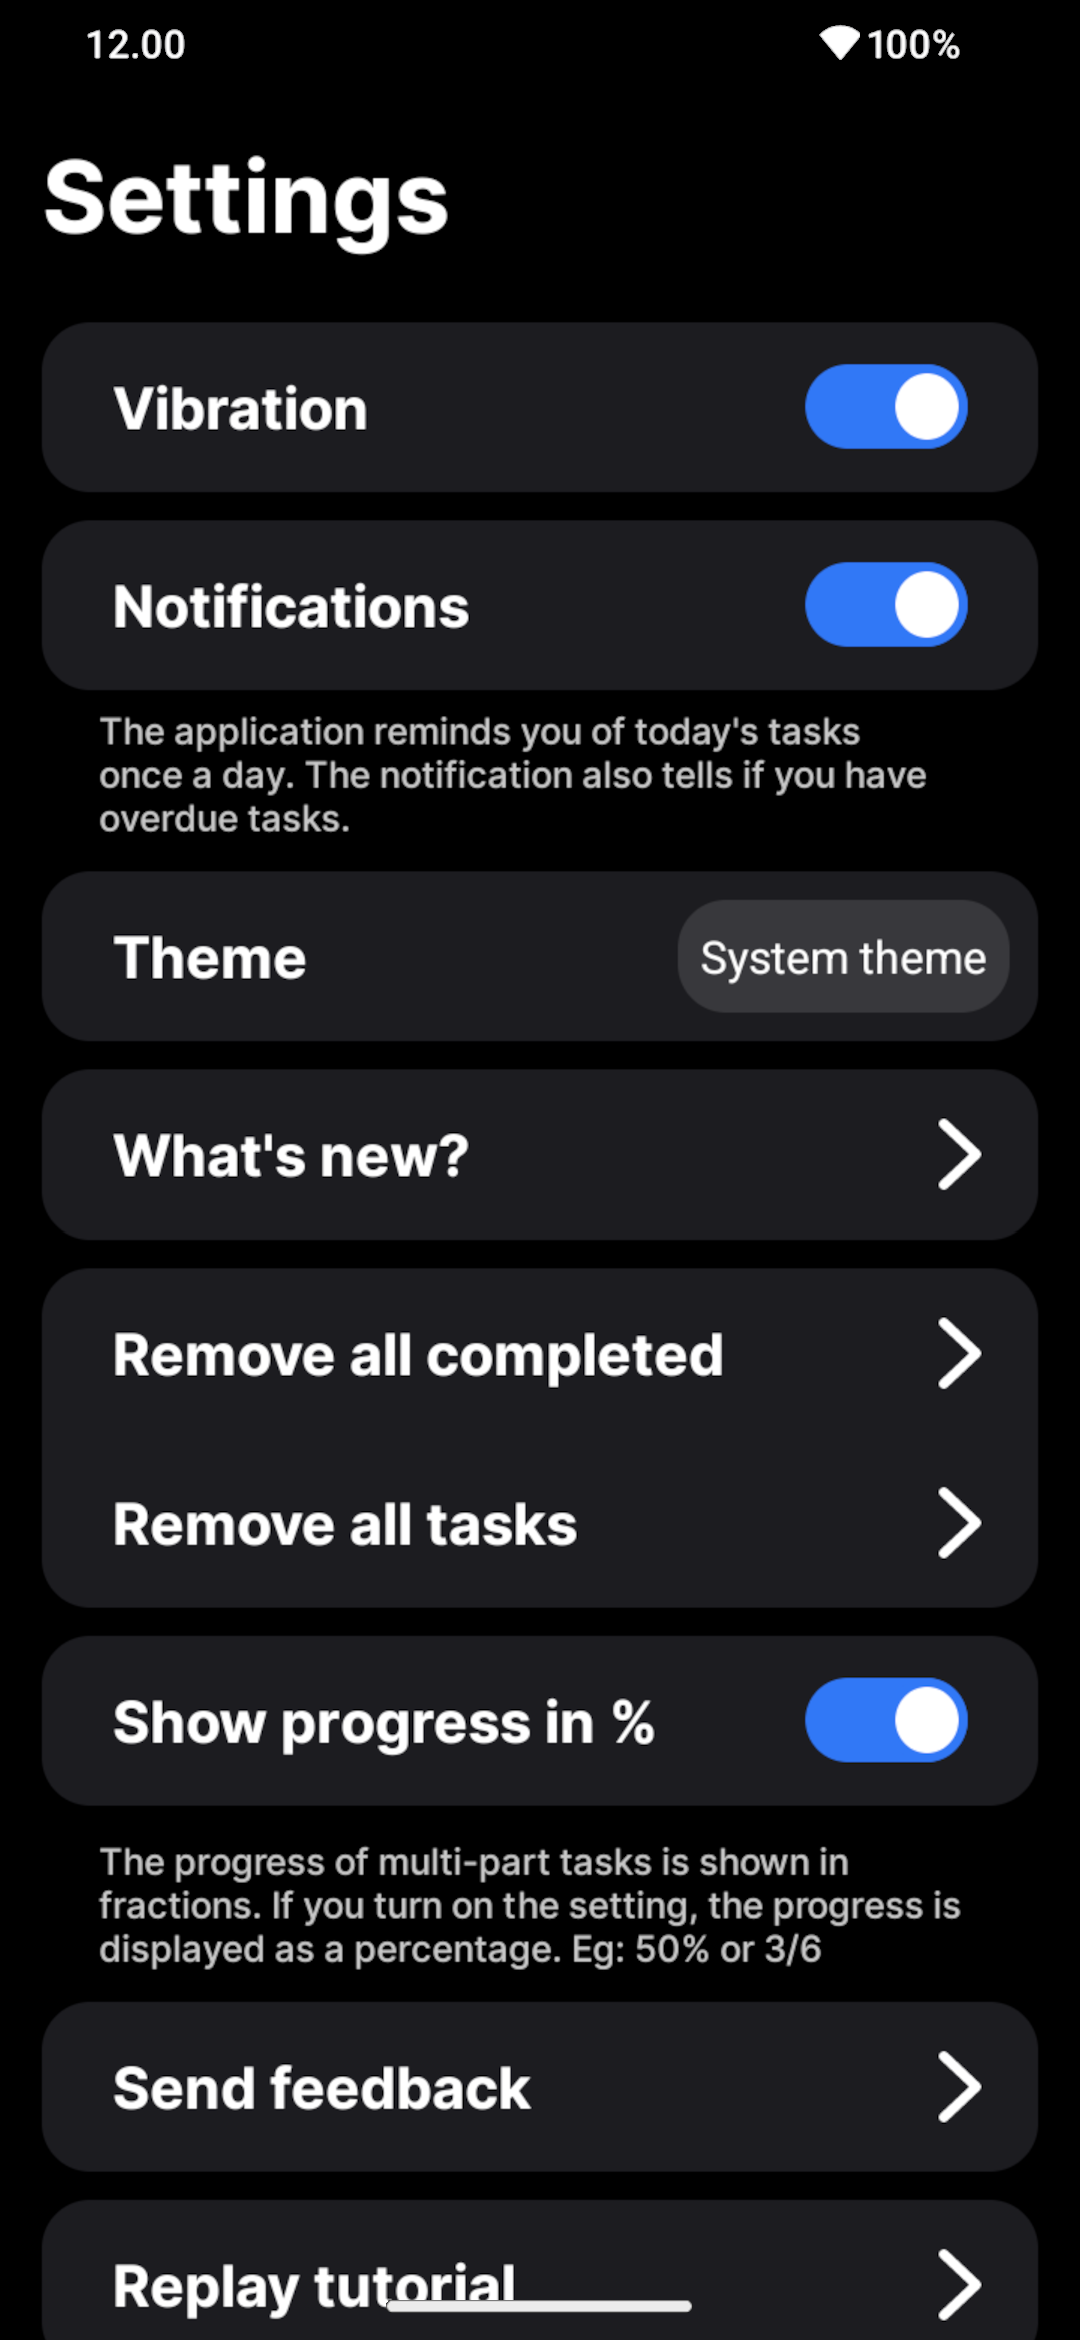 12.00 100%
Settings
Vibration
Notifications
The application reminds you of today's tasks
once a day. The notification also tells if you have
overdue tasks.
Theme System theme
What's new?
Remove all completed
Remove all tasks
Show progress in %
The progress of multi-part tasks is shown in
fractions. If you turn on the setting, the progress is
displayed as a percentage. Eg: 50% or 3/6
Send feedback
Replay tutorial